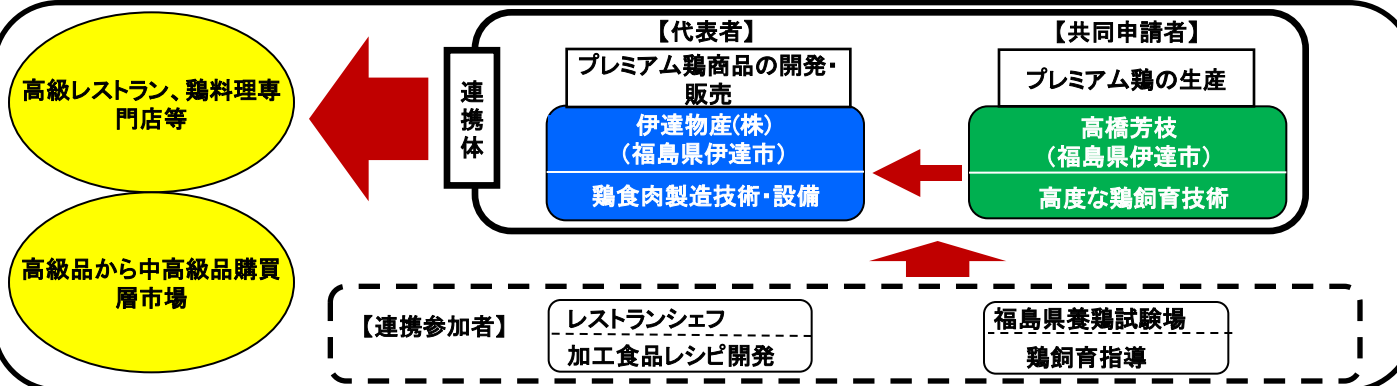 高級レストラン、鶏料理専
門店等
高級品から中高級品購買
層市場
連携体
【代表者】
プレミアム鶏商品の開発・
販売
伊達物産(株)
（福島県伊達市）
鶏食肉製造技術・設備
【共同申請者】
プレミアム鶏の生産
高橋芳枝
（福島県伊達市）
高度な鶏飼育技術
【連携参加者】
レストランシェフ
加工食品レシピ開発
福島県養鶏試験場
鶏飼育指導